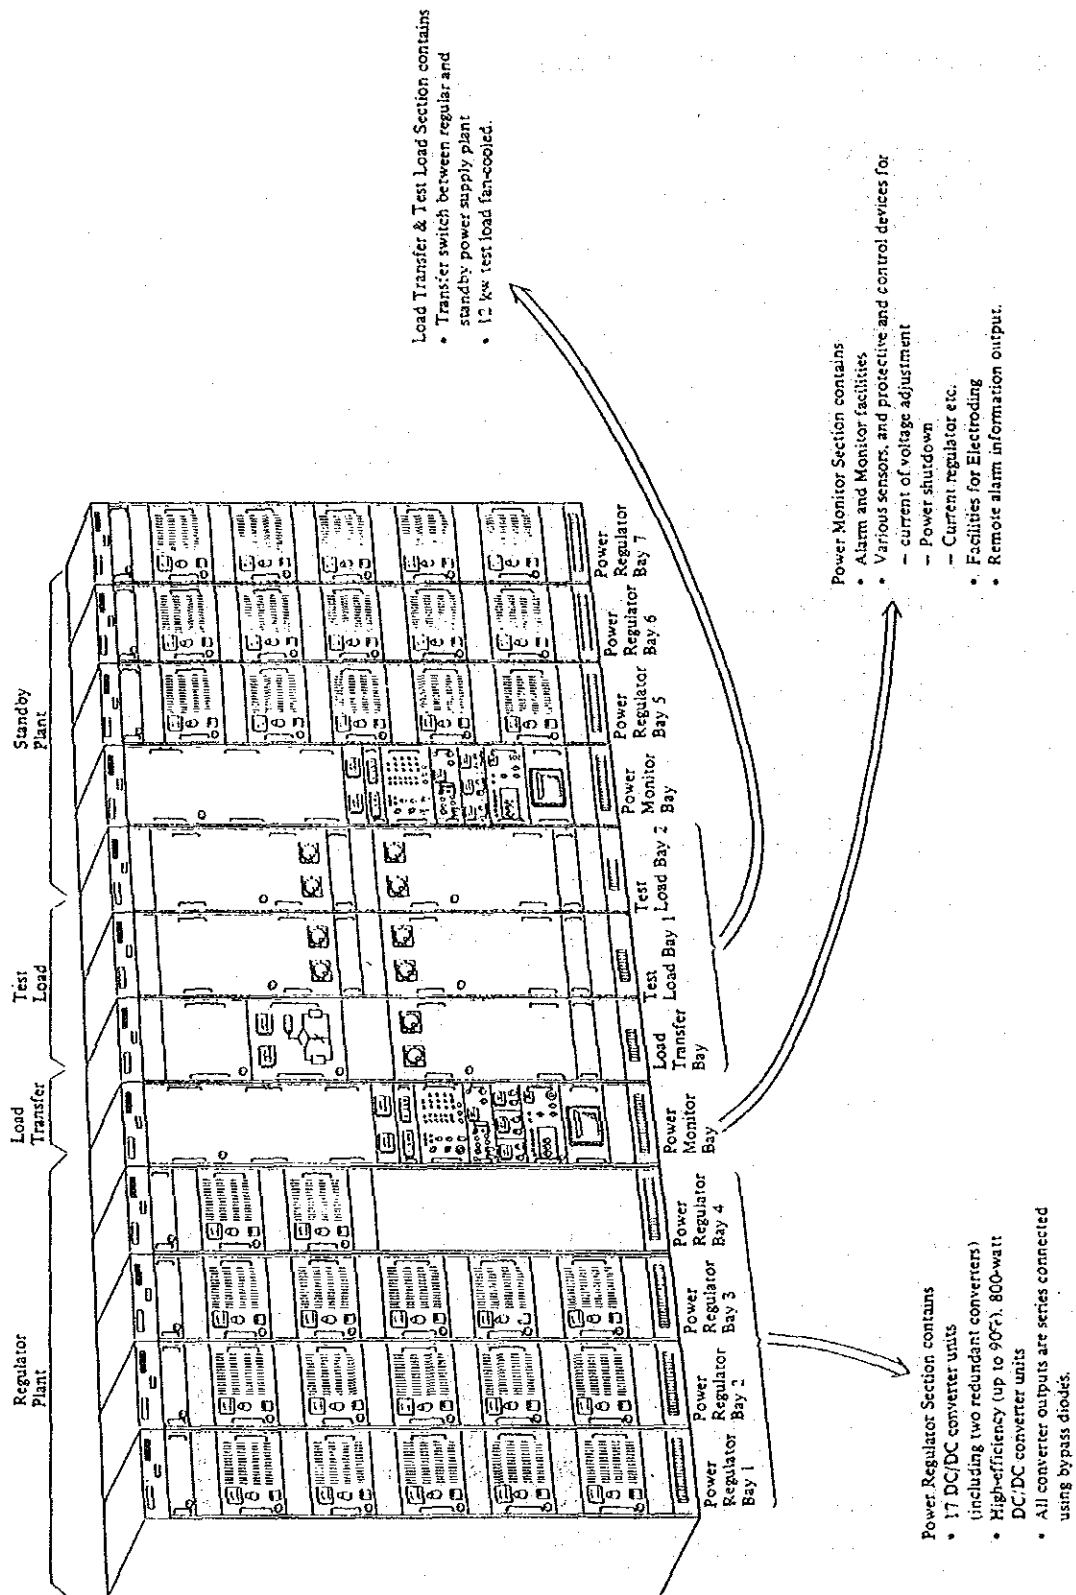 Regulator
Plant
Load
Transfer
Test
Load
Standby
Plant
Power
Regulator
Bay 1
Power
Regulator
Bay 2
Power
Regulator
Bay 3
Power
Regulator
Bay 4
Power
Monitor
Bay
Load
Transfer
Bay
Test
Load Bay 1
Test
Load Bay 2
Power
Monitor
Bay
Power
Regulator
Bay 5
Power
Regulator
Bay 6
Power
Regulator
Bay 7
Power Regulator Section contains
• 17 DC/DC converter units
(including two redundant converters)
• High-efficiency (up to 90%), 800-watt
DC/DC converter units
• All converter outputs are series connected
using bypass diodes.
Power Monitor Section contains
• Alarm and Monitor facilities
• Various sensors, and protective and control devices for
– current of voltage adjustment
– Power shutdown
– Current regulator etc.
• Facilities for Electroding
• Remote alarm information output.
Load Transfer & Test Load Section contains
• Transfer switch between regular and
standby power supply plant
• 12 kw test load fan-cooled.